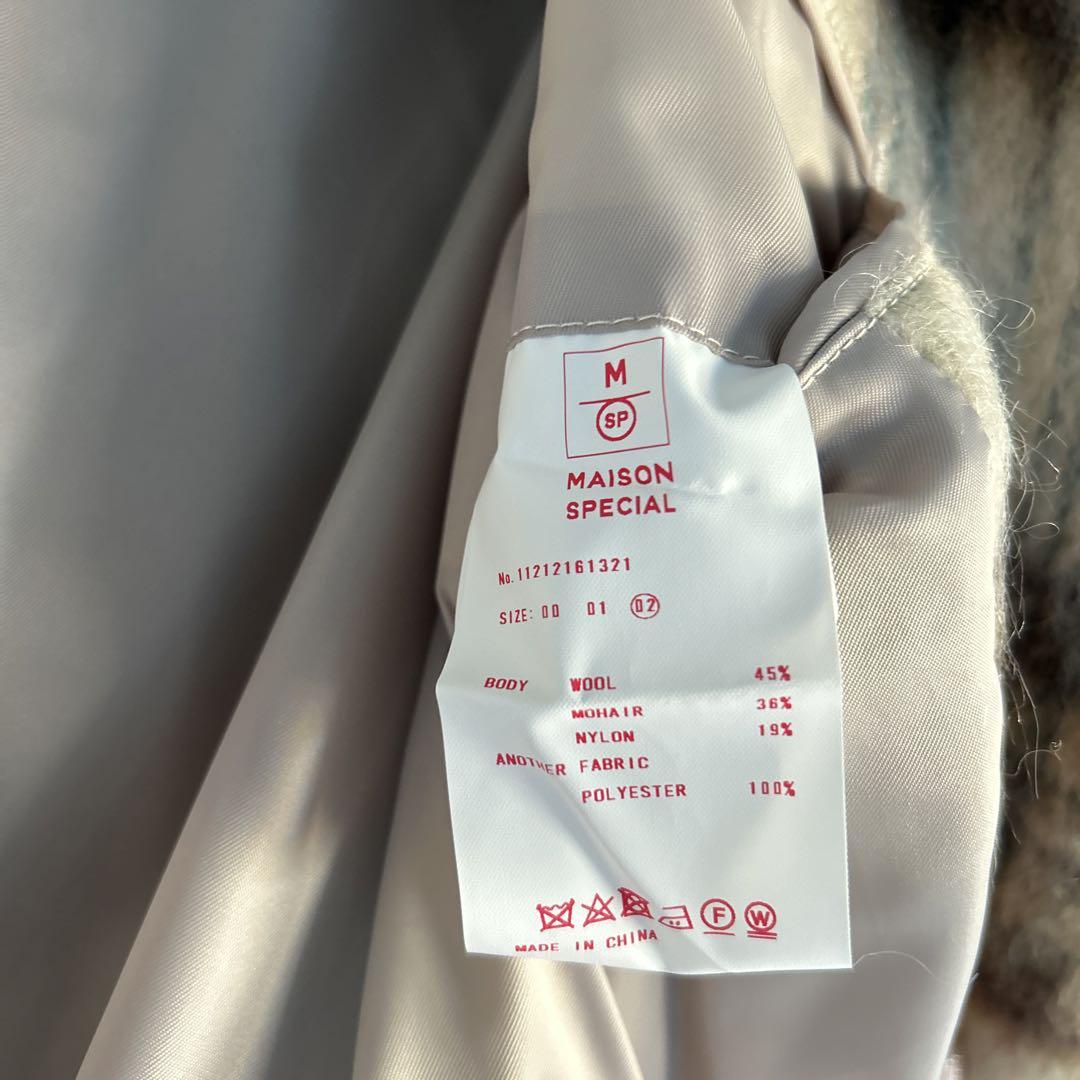 M
SP
MAISON
SPECIAL
No.11212161321
SIZE: 00 01 02
BODY WOOL 45%
MOHAIR 36%
NYLON 19%
ANOTHER FABRIC
POLYESTER 100%
F W
MADE IN CHINA